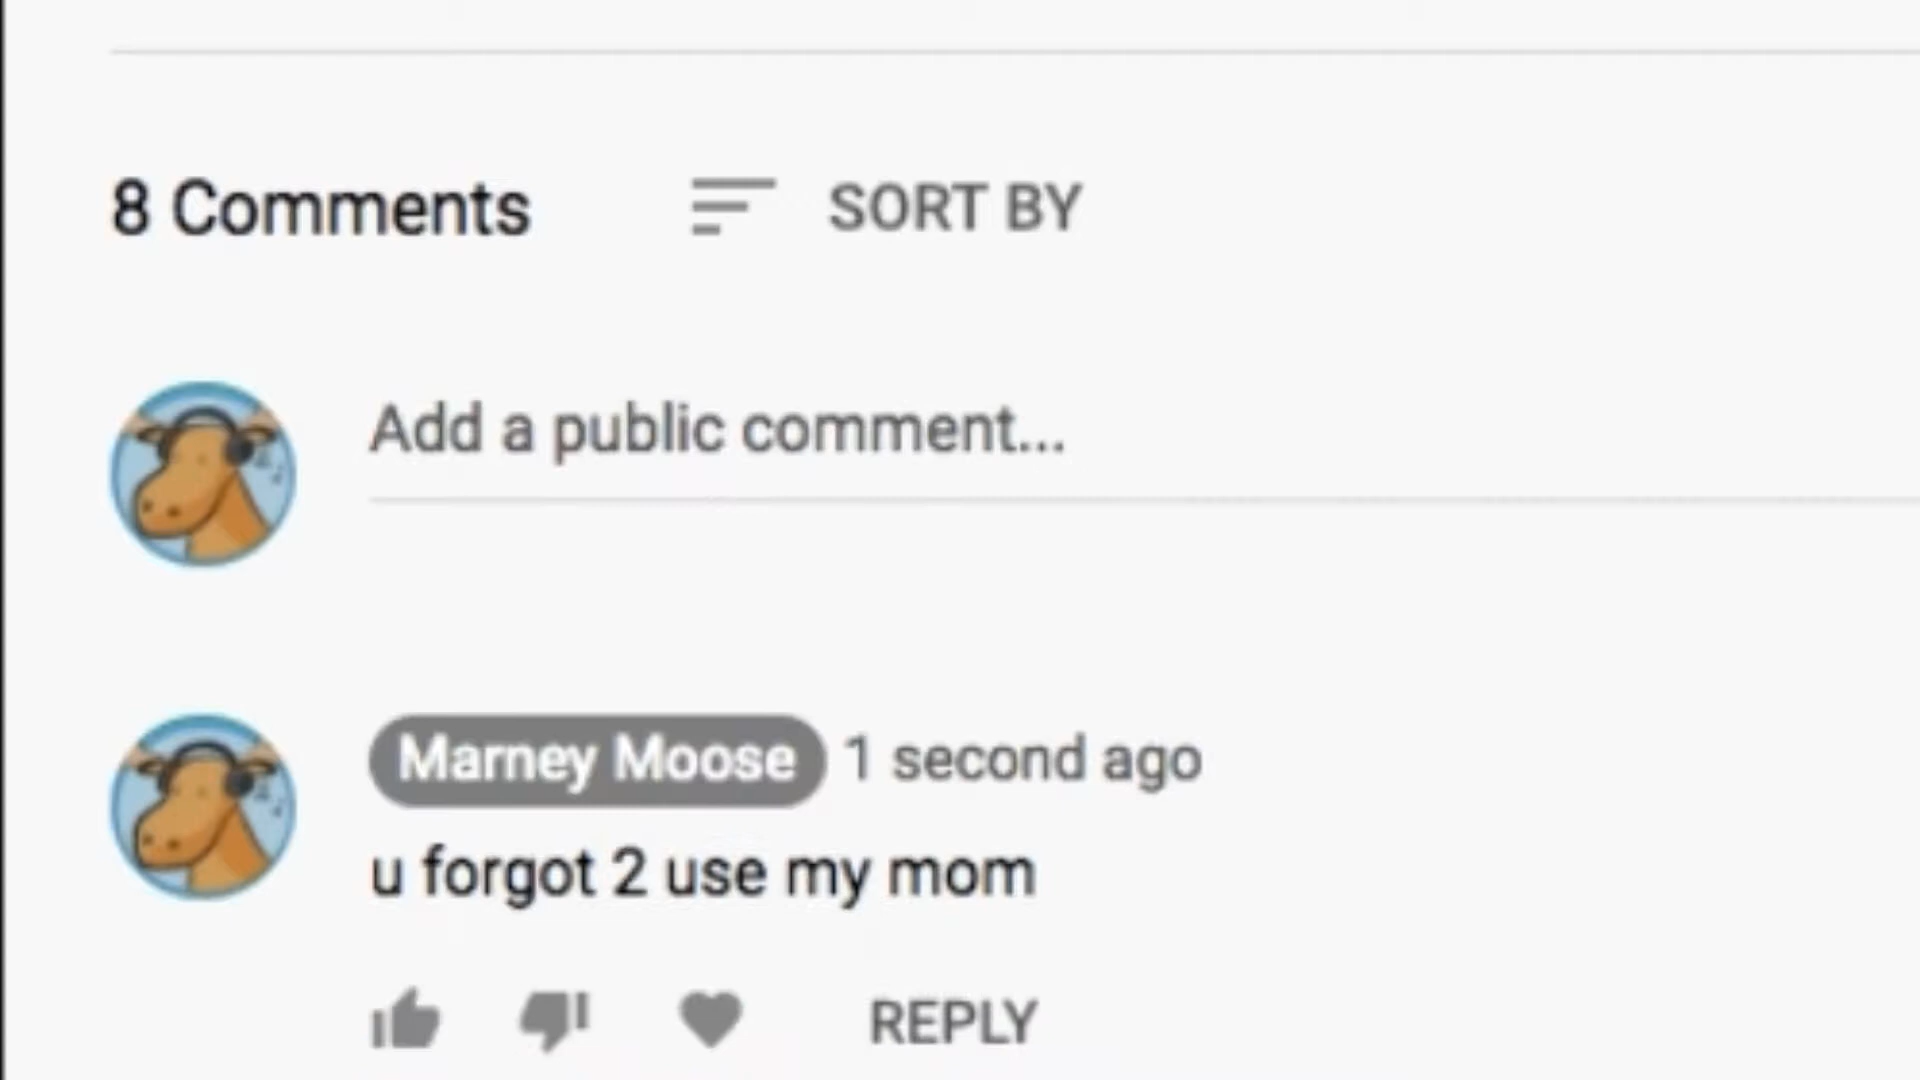 8 Comments SORT BY
Add a public comment...
Marney Moose 1 second ago
u forgot 2 use my mom
REPLY